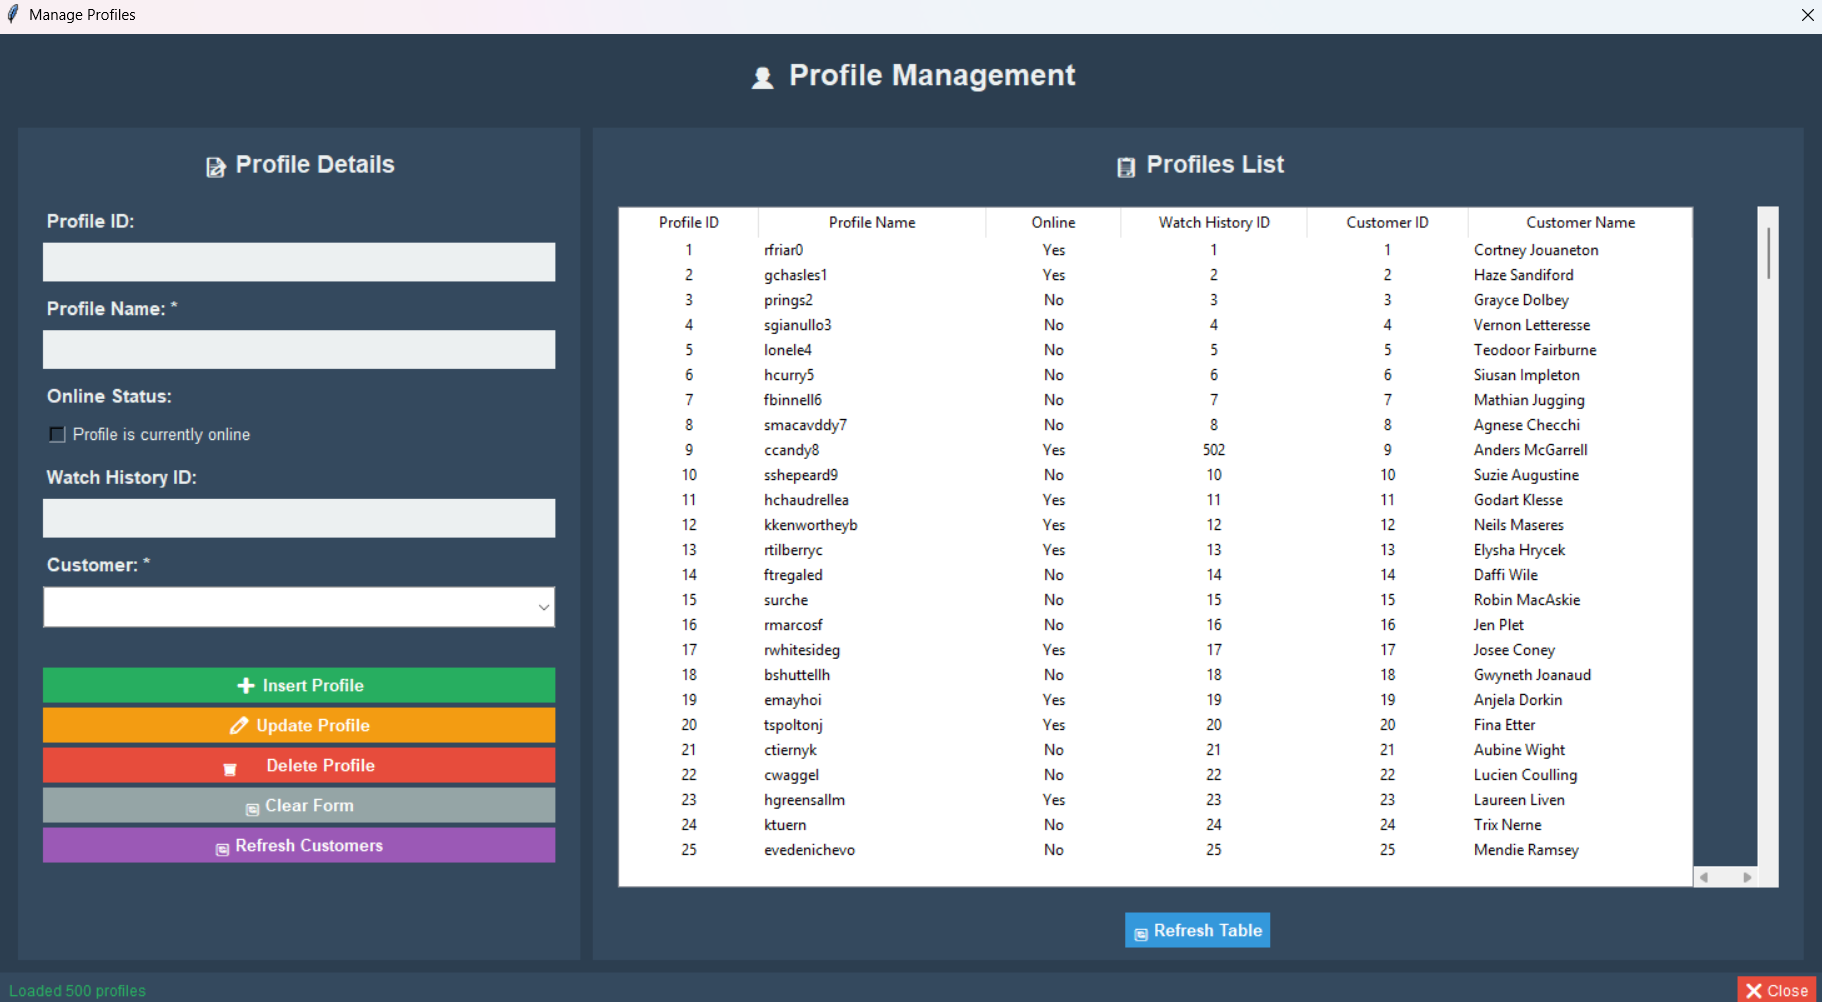 Manage Profiles
Profile Management
Profile Details
Profile ID:
Profile Name: *
Online Status:
Profile is currently online
Watch History ID:
Customer: *
Insert Profile
Update Profile
Delete Profile
Clear Form
Refresh Customers
Profiles List
Profile ID Profile Name Online Watch History ID Customer ID Customer Name
1 rfriar0 Yes 1 1 Cortney Jouaneton
2 gchasles1 Yes 2 2 Haze Sandiford
3 prings2 No 3 3 Grayce Dolbey
4 sgianullo3 No 4 4 Vernon Letteresse
5 lonele4 No 5 5 Teodoor Fairburne
6 hcurry5 No 6 6 Siusan Impleton
7 fbinnell6 No 7 7 Mathian Jugging
8 smacavddy7 No 8 8 Agnese Checchi
9 ccandy8 Yes 502 9 Anders McGarrell
10 sshepeard9 No 10 10 Suzie Augustine
11 hchaudrellea Yes 11 11 Godart Klesse
12 kkenwortheyb Yes 12 12 Neils Maseres
13 rtilberryc Yes 13 13 Elysha Hrycek
14 ftregaled No 14 14 Daffi Wile
15 surche No 15 15 Robin MacAskie
16 rmarcosf No 16 16 Jen Plet
17 rwhitesideg Yes 17 17 Josee Coney
18 bshuttellh No 18 18 Gwyneth Joanaud
19 emayhoi Yes 19 19 Anjela Dorkin
20 tspoltonj Yes 20 20 Fina Etter
21 ctiernyk No 21 21 Aubine Wight
22 cwaggel No 22 22 Lucien Coulling
23 hgreensallm Yes 23 23 Laureen Liven
24 ktuern No 24 24 Trix Nerne
25 evedenichevo No 25 25 Mendie Ramsey
Refresh Table
Loaded 500 profiles
Close